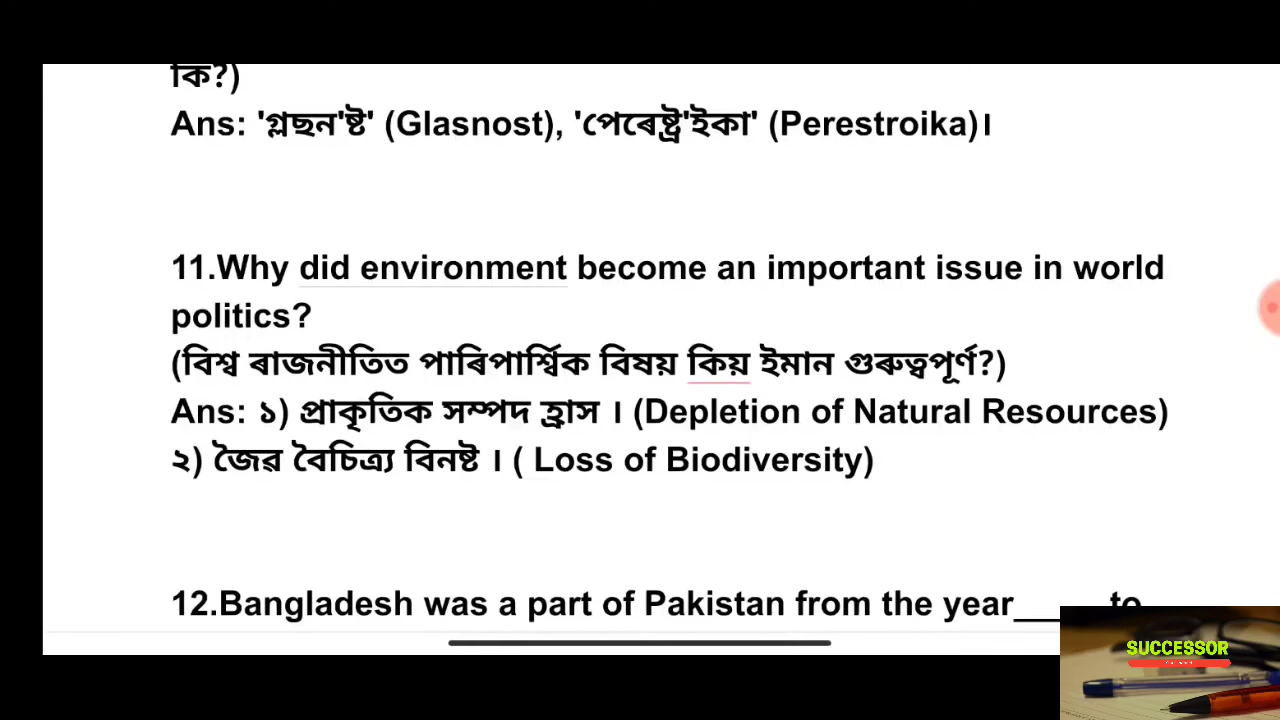 কি?)
Ans: 'গ্লছন'ষ্ট' (Glasnost), 'পেৰেষ্ট্ৰ'ইকা' (Perestroika)।
11.Why did environment become an important issue in world
politics?
(বিশ্ব ৰাজনীতিত পাৰিপাৰ্শ্বিক বিষয় কিয় ইমান গুৰুত্বপূৰ্ণ?)
Ans: ১) প্ৰাকৃতিক সম্পদ হ্ৰাস । (Depletion of Natural Resources)
২) জৈৱ বৈচিত্ৰ্য বিনষ্ট । ( Loss of Biodiversity)
12.Bangladesh was a part of Pakistan from the year____ to
SUCCESSOR